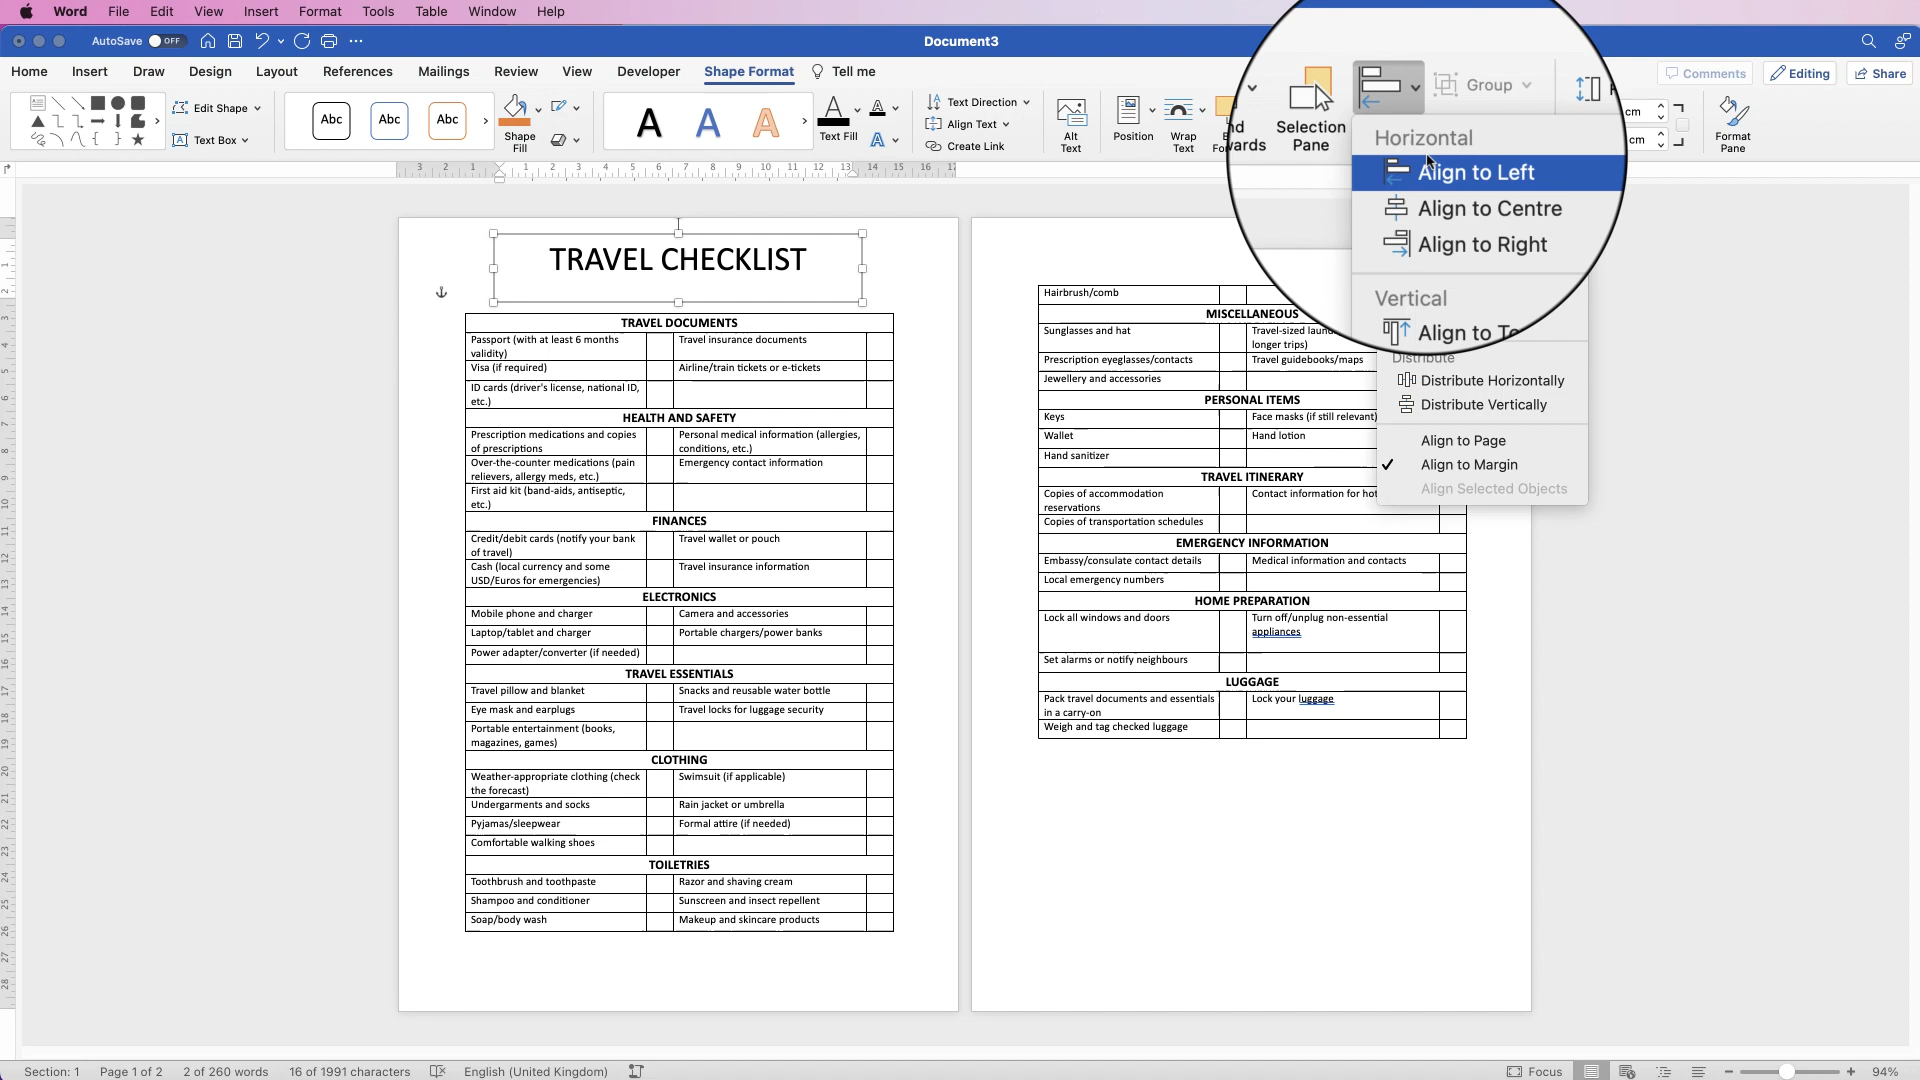 Word File Edit View Insert Format Tools Table Window Help
AutoSave OFF
Document3
Home Insert Draw Design Layout References Mailings Review View Developer Shape Format Tell me
Comments Editing Share
Edit Shape
Text Box
Abc Abc Abc
Shape Fill
A A A
Text Fill
Text Direction
Align Text
Create Link
Alt Text
Position
Wrap Text
Selection Pane
Group
cm
cm
Format Pane
Horizontal
Align to Left
Align to Centre
Align to Right
Vertical
Distribute
Distribute Horizontally
Distribute Vertically
Align to Page
Align to Margin
Align Selected Objects
TRAVEL CHECKLIST
TRAVEL DOCUMENTS
Passport (with at least 6 months validity) Travel insurance documents
Visa (if required) Airline/train tickets or e-tickets
ID cards (driver's license, national ID, etc.)
HEALTH AND SAFETY
Prescription medications and copies of prescriptions Personal medical information (allergies, conditions, etc.)
Over-the-counter medications (pain relievers, allergy meds, etc.) Emergency contact information
First aid kit (band-aids, antiseptic, etc.)
FINANCES
Credit/debit cards (notify your bank of travel) Travel wallet or pouch
Cash (local currency and some USD/Euros for emergencies) Travel insurance information
ELECTRONICS
Mobile phone and charger Camera and accessories
Laptop/tablet and charger Portable chargers/power banks
Power adapter/converter (if needed)
TRAVEL ESSENTIALS
Travel pillow and blanket Snacks and reusable water bottle
Eye mask and earplugs Travel locks for luggage security
Portable entertainment (books, magazines, games)
CLOTHING
Weather-appropriate clothing (check the forecast) Swimsuit (if applicable)
Undergarments and socks Rain jacket or umbrella
Pyjamas/sleepwear Formal attire (if needed)
Comfortable walking shoes
TOILETRIES
Toothbrush and toothpaste Razor and shaving cream
Shampoo and conditioner Sunscreen and insect repellent
Soap/body wash Makeup and skincare products
Hairbrush/comb
MISCELLANEOUS
Sunglasses and hat Travel-sized
longer trips)
Prescription eyeglasses/contacts Travel guidebooks/maps
Jewellery and accessories
PERSONAL ITEMS
Keys Face masks (if still relevant)
Wallet Hand lotion
Hand sanitizer
TRAVEL ITINERARY
Copies of accommodation reservations Contact information for
Copies of transportation schedules
EMERGENCY INFORMATION
Embassy/consulate contact details Medical information and contacts
Local emergency numbers
HOME PREPARATION
Lock all windows and doors Turn off/unplug non-essential appliances
Set alarms or notify neighbours
LUGGAGE
Pack travel documents and essentials in a carry-on Lock your luggage
Weigh and tag checked luggage
Section: 1 Page 1 of 2 2 of 260 words 16 of 1991 characters English (United Kingdom) Focus 94%